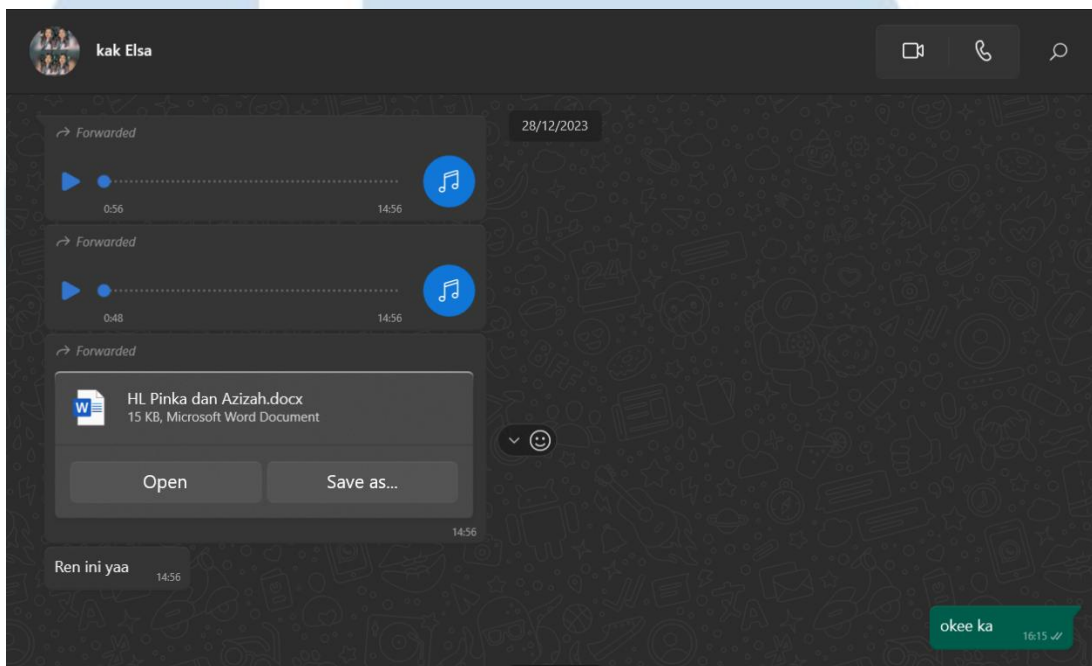 kak Elsa
28/12/2023
Forwarded
0:56 14:56
Forwarded
0:48 14:56
Forwarded
HL Pinka dan Azizah.docx
15 KB, Microsoft Word Document
Open Save as...
14:56
Ren ini yaa 14:56
okee ka 16:15